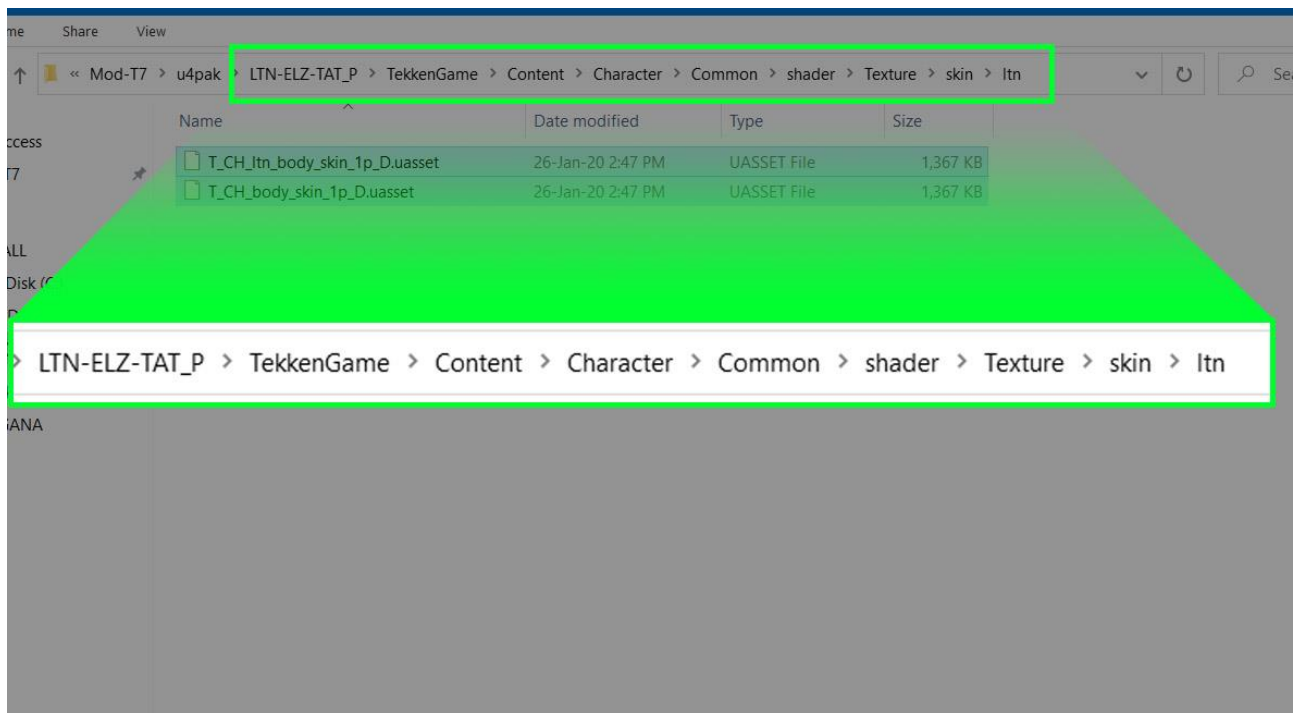 me Share View
↑ « Mod-T7 > u4pak > LTN-ELZ-TAT_P > TekkenGame > Content > Character > Common > shader > Texture > skin > ltn Sea
Name Date modified Type Size
ccess
T7
T_CH_ltn_body_skin_1p_D.uasset 26-Jan-20 2:47 PM UASSET File 1,367 KB
T_CH_body_skin_1p_D.uasset 26-Jan-20 2:47 PM UASSET File 1,367 KB
ALL
Disk (C
> LTN-ELZ-TAT_P > TekkenGame > Content > Character > Common > shader > Texture > skin > ltn
GANA